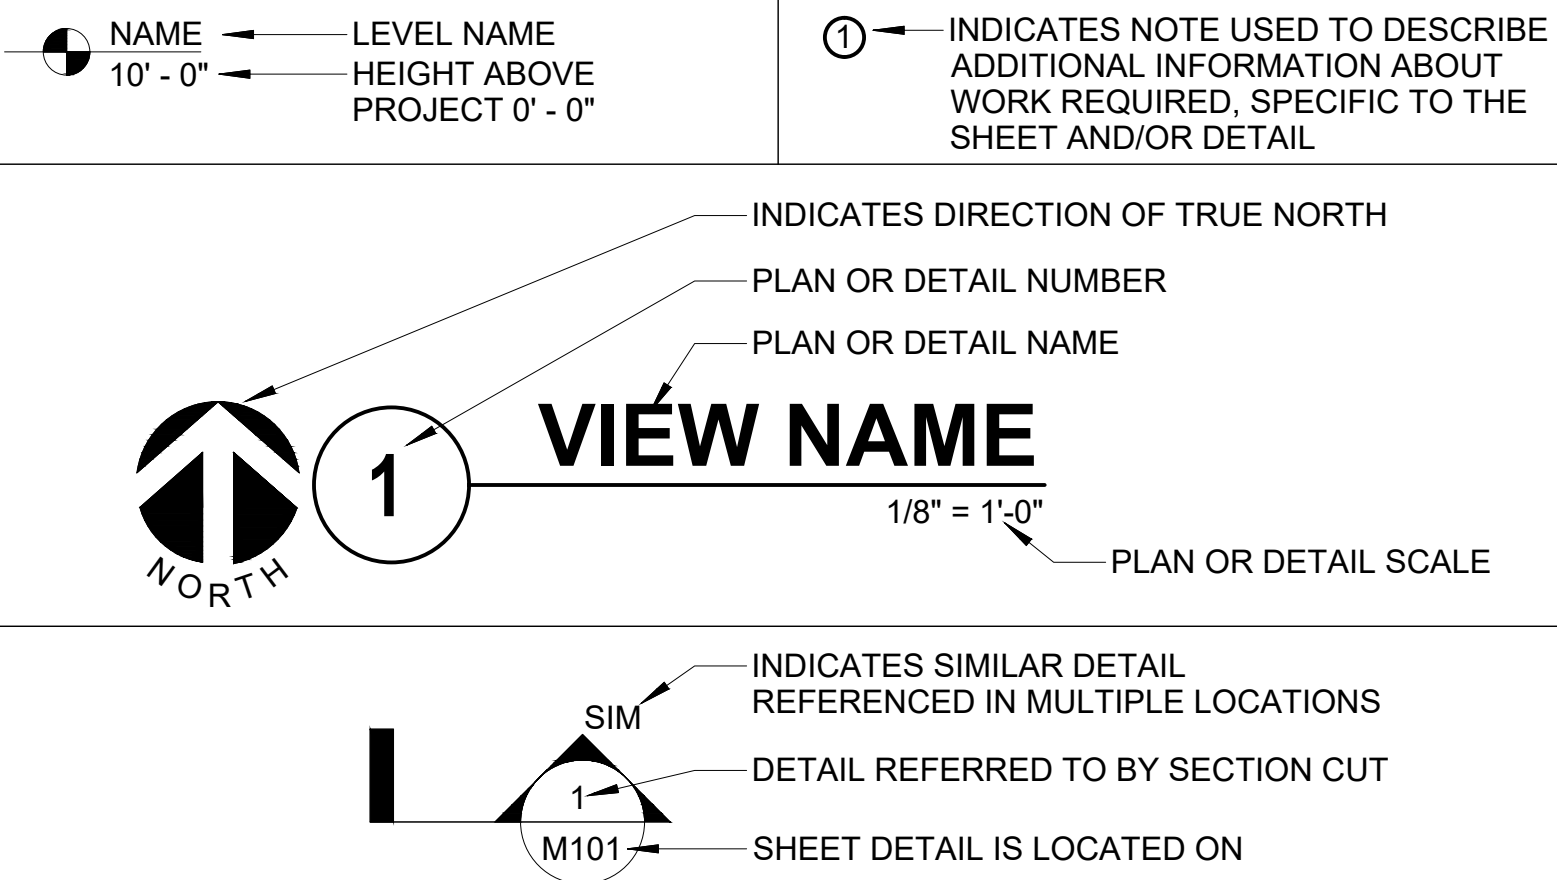 NAME
LEVEL NAME
10' - 0"
HEIGHT ABOVE
PROJECT 0' - 0"
1
INDICATES NOTE USED TO DESCRIBE
ADDITIONAL INFORMATION ABOUT
WORK REQUIRED, SPECIFIC TO THE
SHEET AND/OR DETAIL
INDICATES DIRECTION OF TRUE NORTH
PLAN OR DETAIL NUMBER
PLAN OR DETAIL NAME
NORTH
1
VIEW NAME
1/8" = 1'-0"
PLAN OR DETAIL SCALE
INDICATES SIMILAR DETAIL
REFERENCED IN MULTIPLE LOCATIONS
SIM
DETAIL REFERRED TO BY SECTION CUT
1
M101
SHEET DETAIL IS LOCATED ON